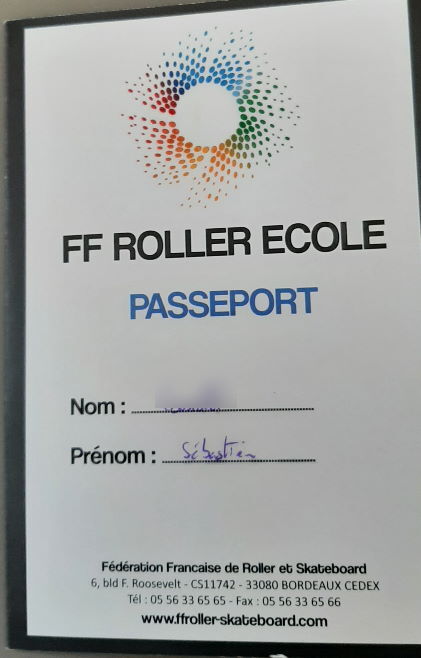 FF ROLLER ECOLE
PASSEPORT
Nom :
Prénom : Sébastien
Fédération Francaise de Roller et Skateboard
6, bld F. Roosevelt - CS11742 - 33080 BORDEAUX CEDEX
Tél : 05 56 33 65 65 - Fax : 05 56 33 65 66
www.ffroller-skateboard.com